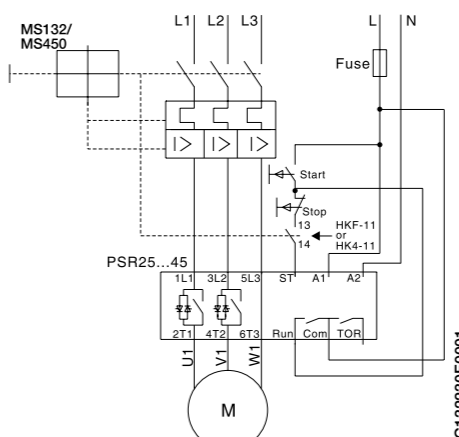 MS132/
MS450
L1 L2 L3
L N
Fuse
I> I> I>
Start
Stop
13
14
HKF-11
or
HK4-11
PSR25...45
1L1 3L2 5L3 ST A1 A2
2T1 4T2 6T3 Run Com TOR
U1 V1 W1
M